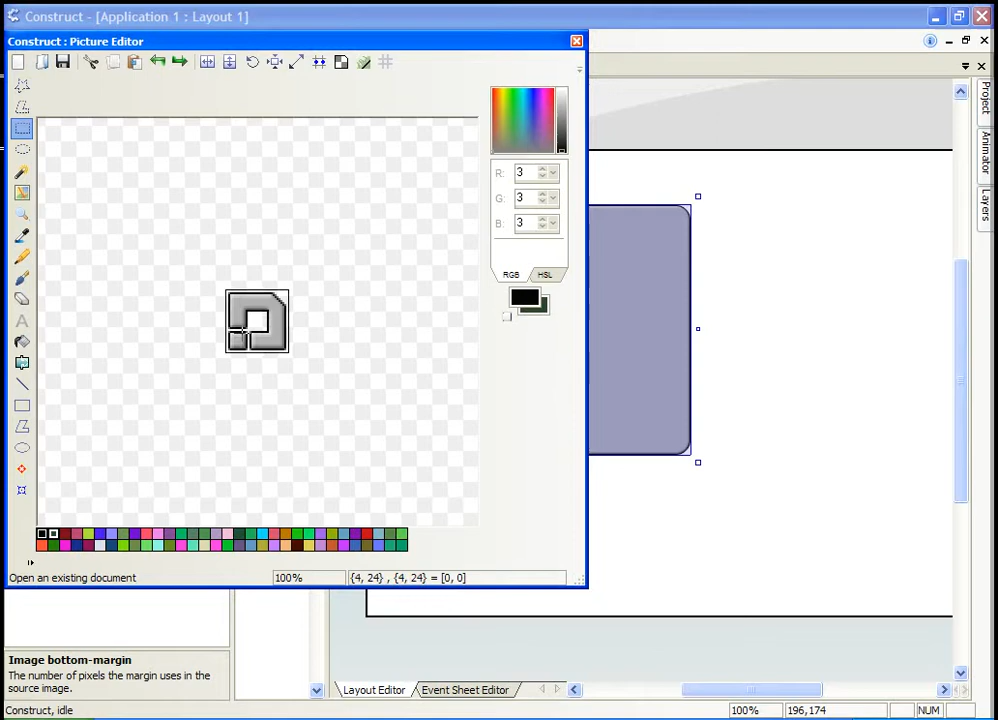 Construct - [Application 1 : Layout 1]
Construct : Picture Editor
Project
Animator
Layers
R: 3
G: 3
B: 3
RGB HSL
A
Open an existing document
100%
{4, 24} , {4, 24} = [0, 0]
Image bottom-margin
The number of pixels the margin uses in the
source image.
Layout Editor
Event Sheet Editor
Construct, idle
100%
196,174
NUM